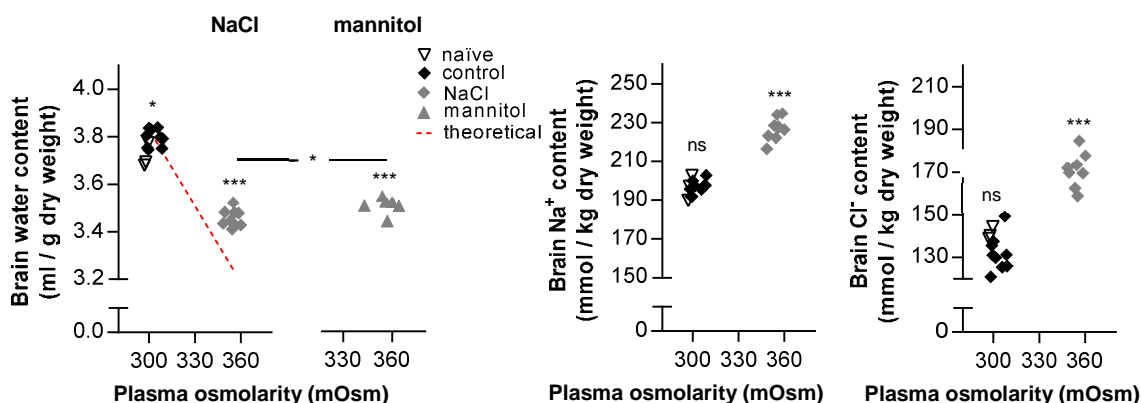 NaCl mannitol
naïve
control
NaCl
mannitol
theoretical
Brain water content
(ml / g dry weight)
4.0
3.8
3.6
3.4
3.2
0.0
*
***
*
***
300 330 360 330 360
Plasma osmolarity (mOsm)
Brain Na+ content
(mmol / kg dry weight)
250
230
210
190
170
150
0
ns
***
300 330 360
Brain Cl- content
(mmol / kg dry weight)
210
190
170
150
130
0
ns
***
300 330 360
Plasma osmolarity (mOsm)